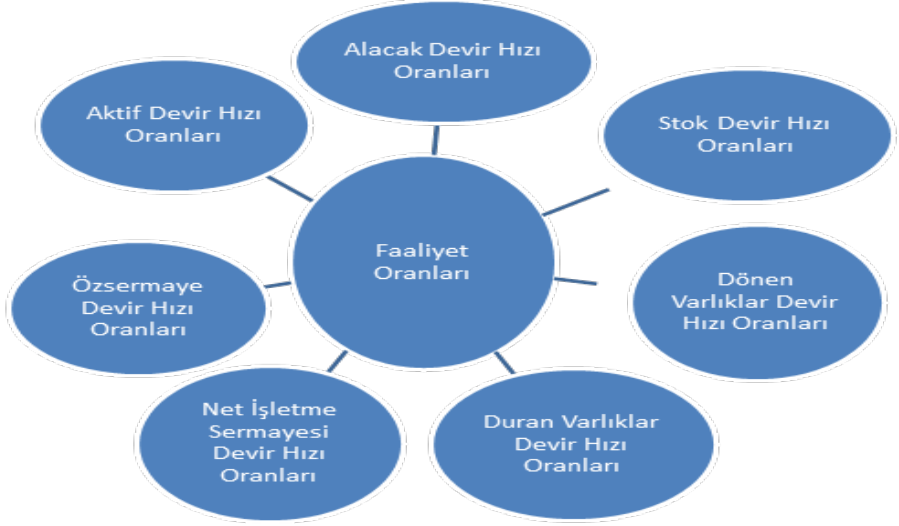 Alacak Devir Hızı
Oranları
Aktif Devir Hızı
Oranları
Stok Devir Hızı
Oranları
Faaliyet
Oranları
Özsermaye
Devir Hızı
Oranları
Dönen
Varlıklar Devir
Hızı Oranları
Net İşletme
Sermayesi
Devir Hızı
Oranları
Duran Varlıklar
Devir Hızı
Oranları